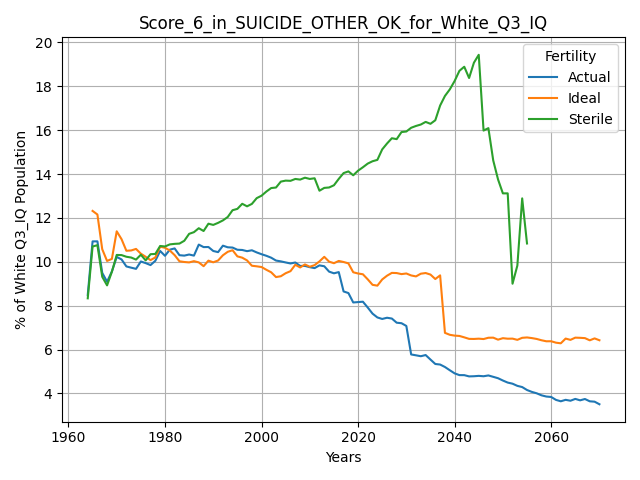 Score_6_in_SUICIDE_OTHER_OK_for_White_Q3_IQ
% of White Q3_IQ Population
20
18
16
14
12
10
8
6
4
Fertility
Actual
Ideal
Sterile
1960 1980 2000 2020 2040 2060
Years